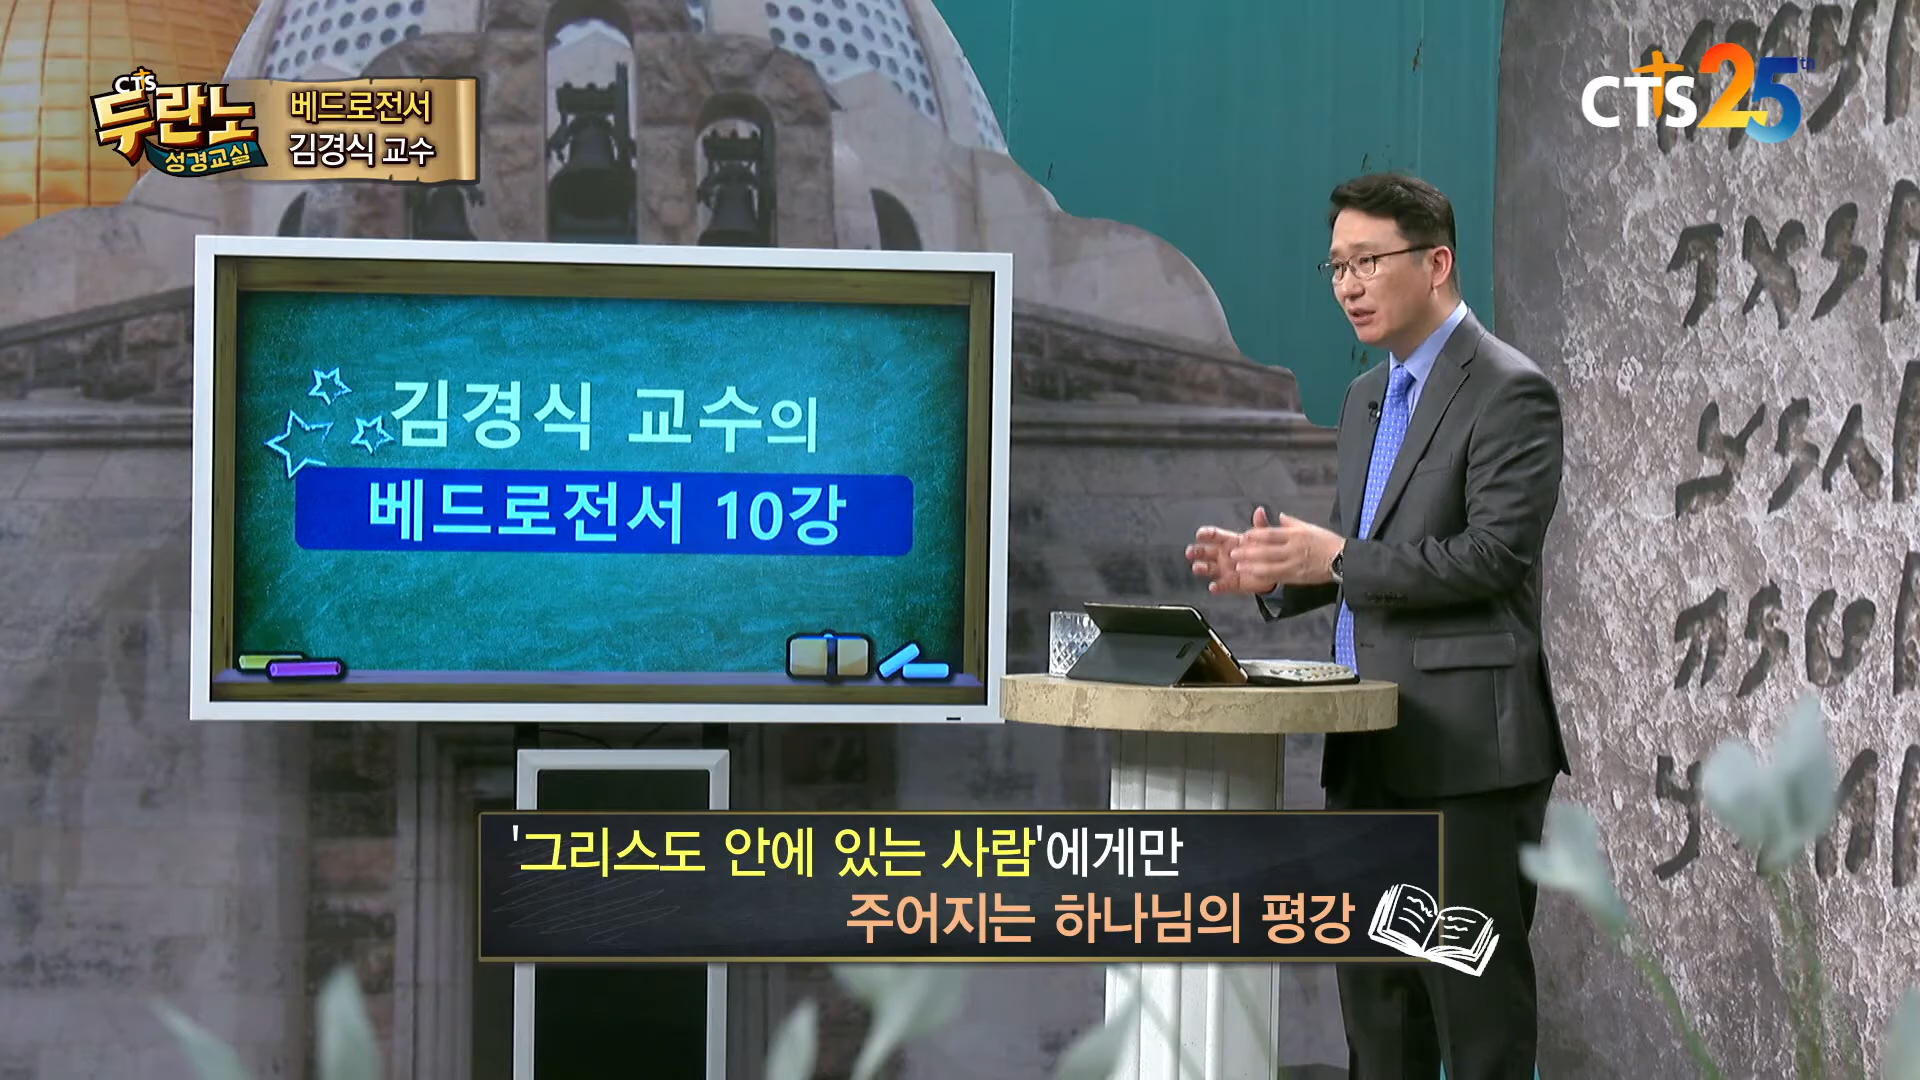 CTS
두란노
성경교실
베드로전서
김경식 교수
CTS25th
김경식 교수의
베드로전서 10강
'그리스도 안에 있는 사람'에게만
주어지는 하나님의 평강